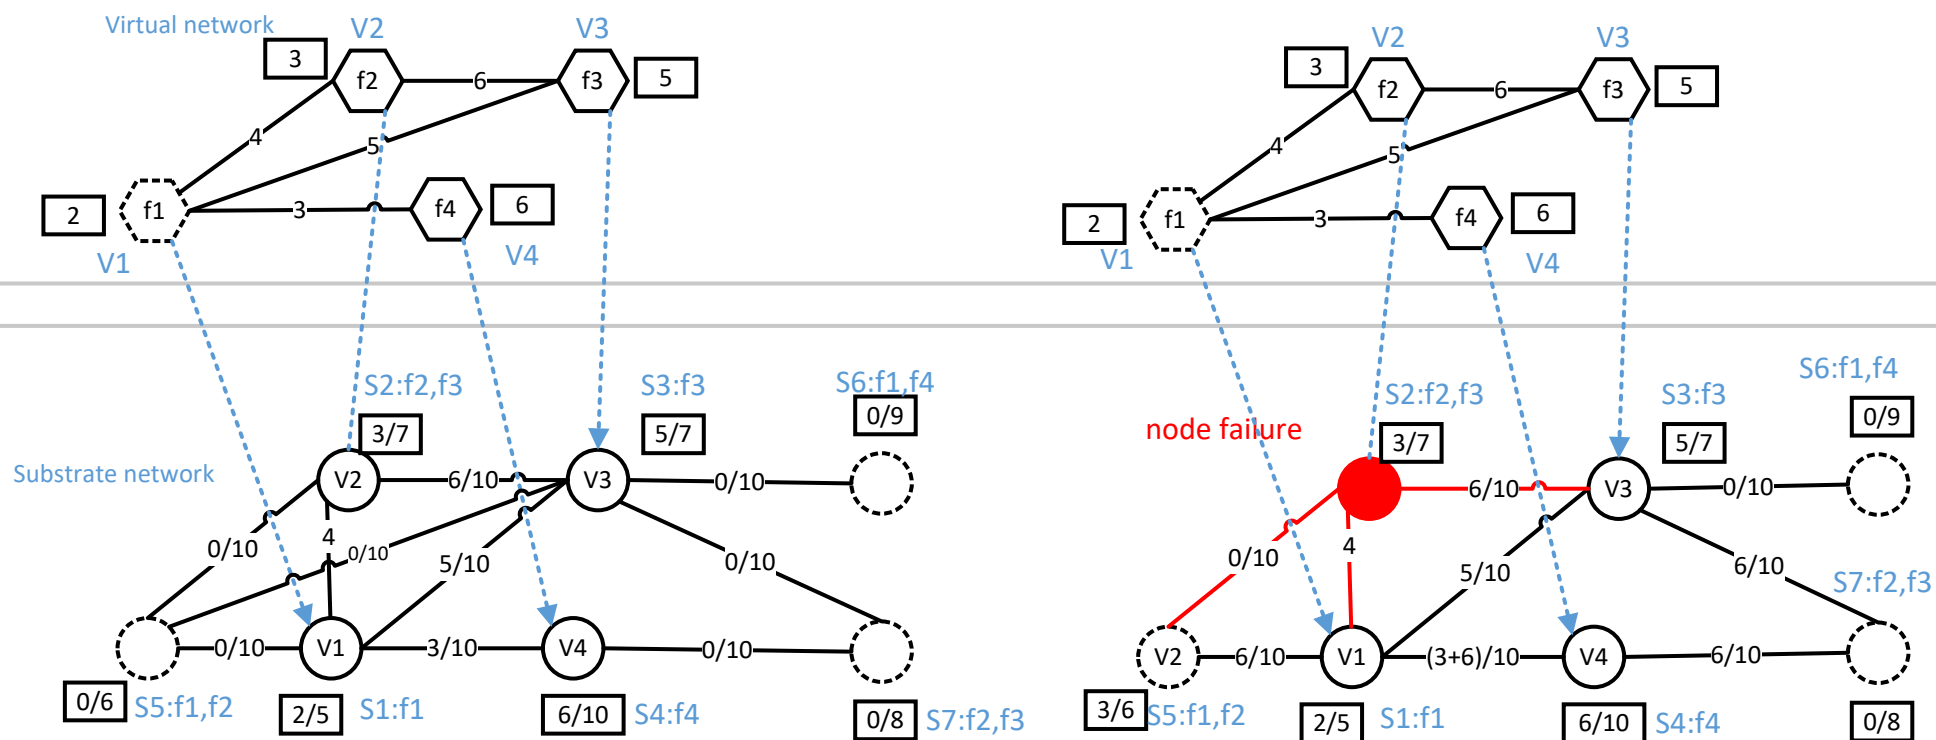 Virtual network
V2
V3
3
f2
6
f3
5
4
5
2
f1
3
f4
6
V1
V4
S2:f2,f3
S3:f3
S6:f1,f4
3/7
5/7
0/9
Substrate network
V2
6/10
V3
0/10
0/10
4
0/10
5/10
0/10
0/10
V1
3/10
V4
0/10
0/6
S5:f1,f2
2/5
S1:f1
6/10
S4:f4
0/8
S7:f2,f3
V2
V3
3
f2
6
f3
5
4
5
2
f1
3
f4
6
V1
V4
S6:f1,f4
S2:f2,f3
S3:f3
0/9
node failure
3/7
5/7
6/10
V3
0/10
0/10
4
5/10
6/10
S7:f2,f3
V2
6/10
V1
(3+6)/10
V4
6/10
3/6
S5:f1,f2
2/5
S1:f1
6/10
S4:f4
0/8